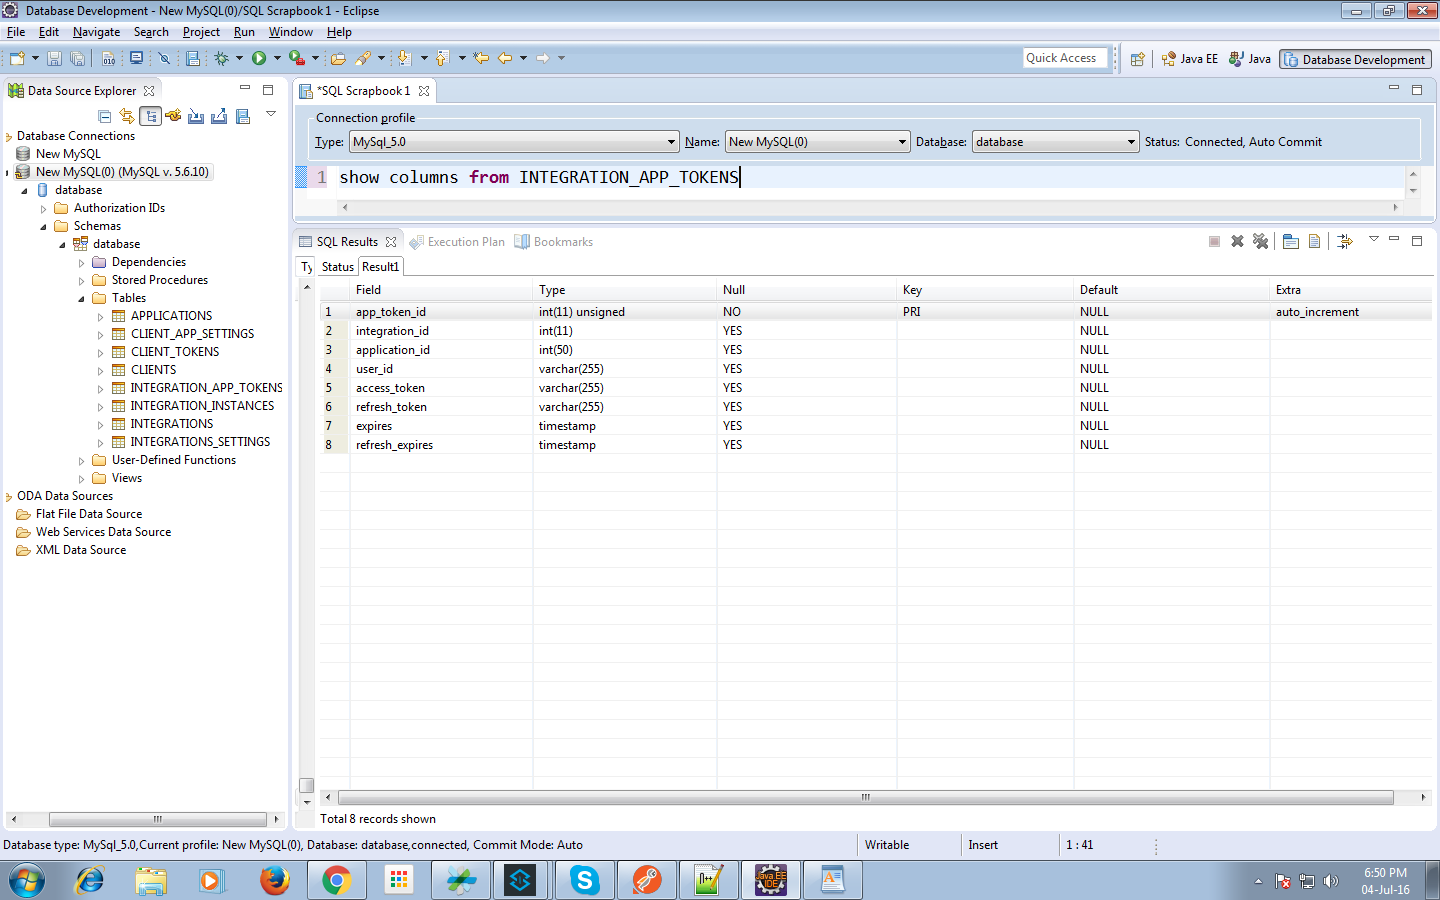 Database Development - New MySQL(0)/SQL Scrapbook 1 - Eclipse
File Edit Navigate Search Project Run Window Help
Quick Access
Java EE
Java
Database Development
Data Source Explorer
Database Connections
New MySQL
New MySQL(0) (MySQL v. 5.6.10)
database
Authorization IDs
Schemas
database
Dependencies
Stored Procedures
Tables
APPLICATIONS
CLIENT_APP_SETTINGS
CLIENT_TOKENS
CLIENTS
INTEGRATION_APP_TOKENS
INTEGRATION_INSTANCES
INTEGRATIONS
INTEGRATIONS_SETTINGS
User-Defined Functions
Views
ODA Data Sources
Flat File Data Source
Web Services Data Source
XML Data Source
*SQL Scrapbook 1
Connection profile
Type: MySql_5.0 Name: New MySQL(0) Database: database Status: Connected, Auto Commit
1 show columns from INTEGRATION_APP_TOKENS
SQL Results Execution Plan Bookmarks
Ty Status Result1
Field Type Null Key Default Extra
1 app_token_id int(11) unsigned NO PRI NULL auto_increment
2 integration_id int(11) YES NULL
3 application_id int(50) YES NULL
4 user_id varchar(255) YES NULL
5 access_token varchar(255) YES NULL
6 refresh_token varchar(255) YES NULL
7 expires timestamp YES NULL
8 refresh_expires timestamp YES NULL
Total 8 records shown
Database type: MySql_5.0,Current profile: New MySQL(0), Database: database,connected, Commit Mode: Auto
Writable
Insert
1 : 41
Java EE
IDE
6:50 PM
04-Jul-16